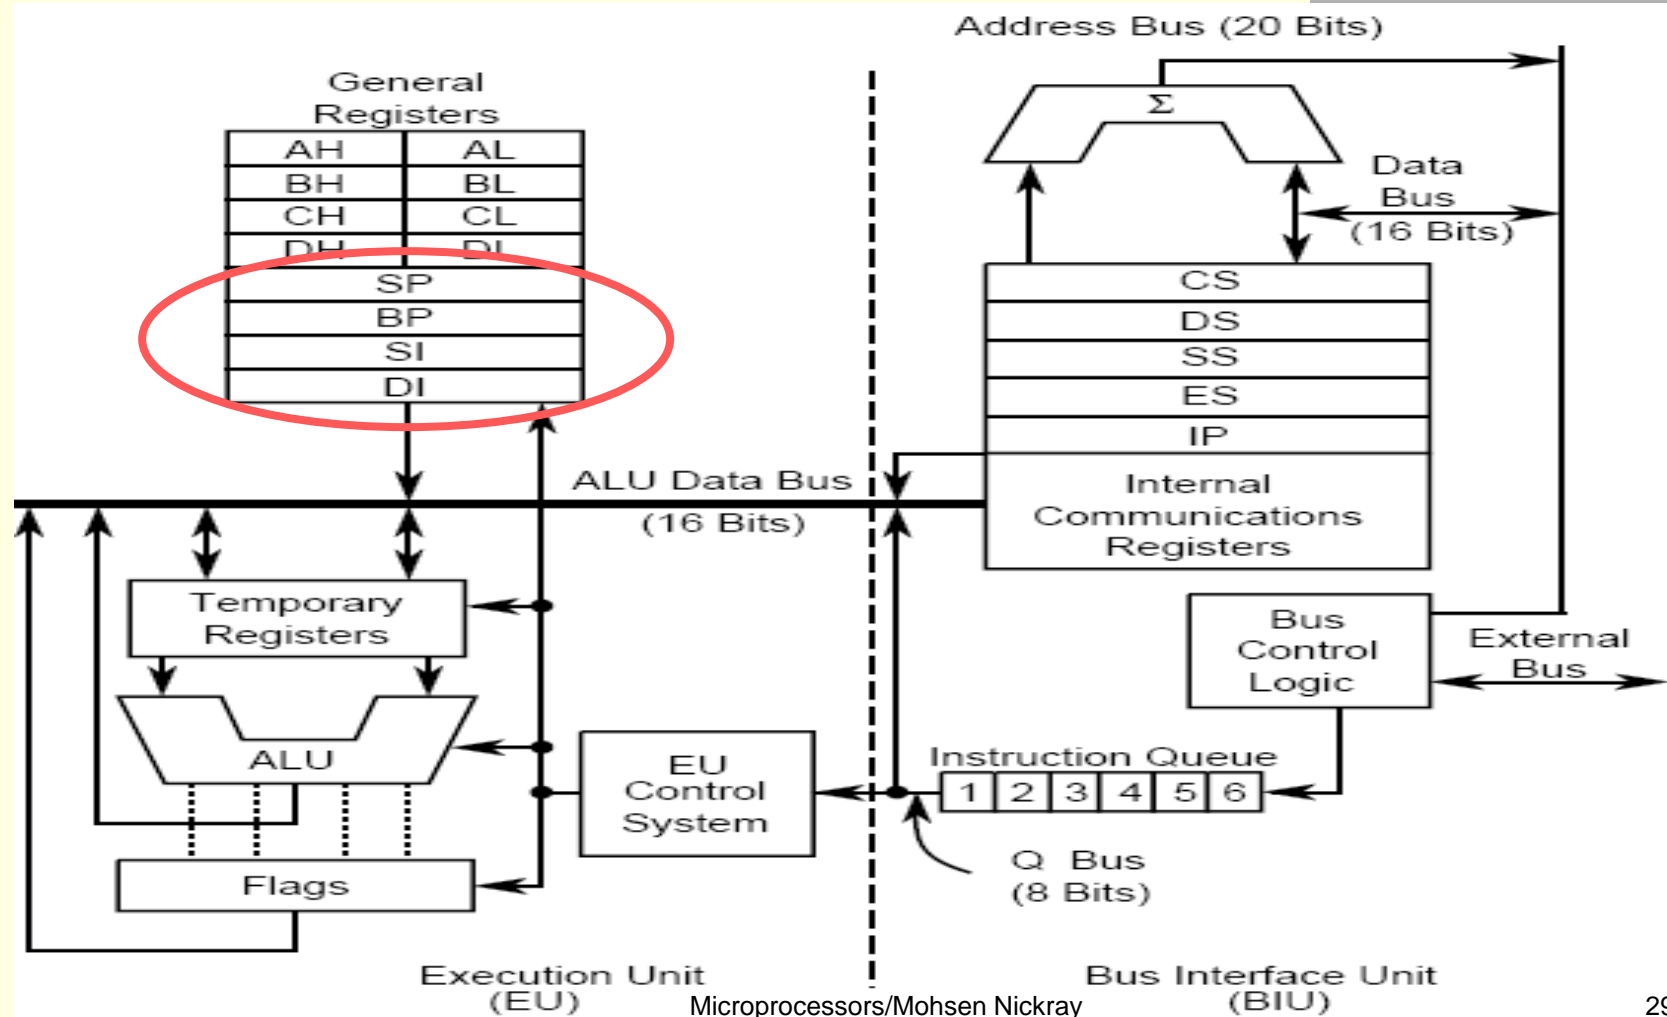 Address Bus (20 Bits)
General
Registers
AH AL
BH BL
CH CL
DH DL
SP
BP
SI
DI
Σ
Data
Bus
(16 Bits)
CS
DS
SS
ES
IP
Internal
Communications
Registers
ALU Data Bus
(16 Bits)
Temporary
Registers
ALU
Flags
EU
Control
System
Bus
Control
Logic
External
Bus
Instruction Queue
1 2 3 4 5 6
Q Bus
(8 Bits)
Execution Unit
(EU)
Bus Interface Unit
(BIU)
Microprocessors/Mohsen Nickray
29